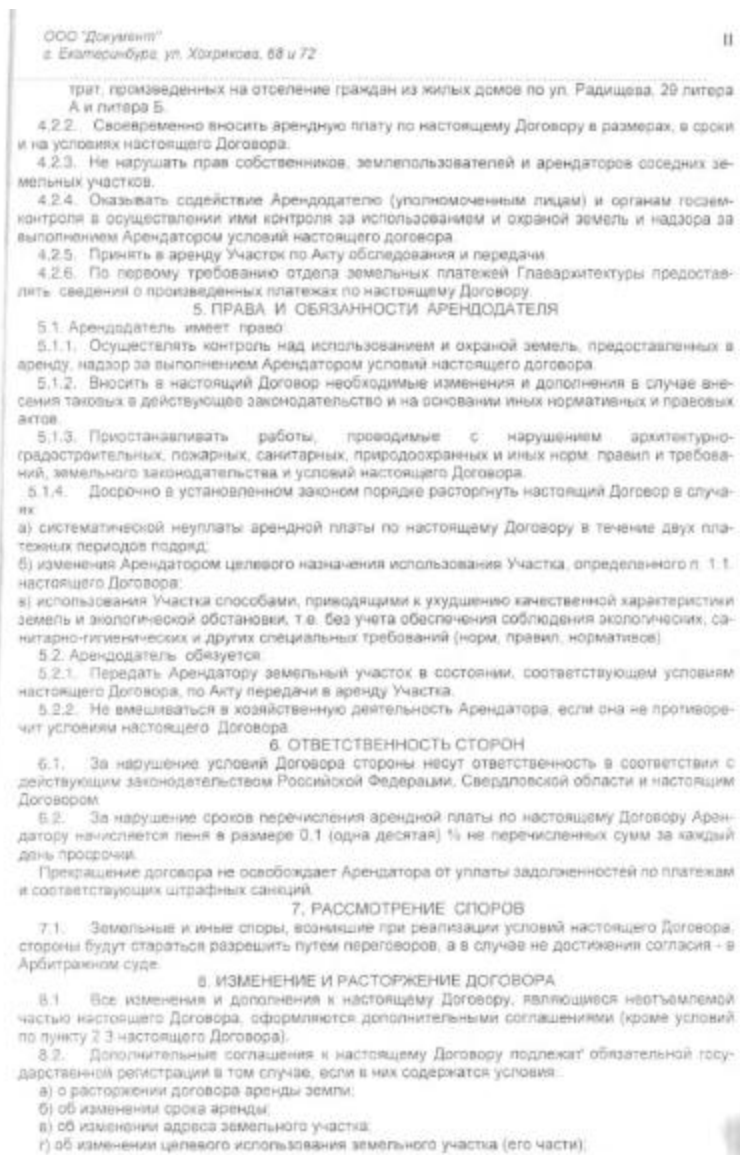 ООО "Документ"
г. Екатеринбург, ул. Хохрякова, 68 и 72
II
трат, произведенных на отселение граждан из жилых домов по ул. Радищева, 29 литера
А и литера Б.
4.2.2. Своевременно вносить арендную плату по настоящему Договору в размерах, в сроки
и на условиях настоящего Договора.
4.2.3. Не нарушать прав собственников, землепользователей и арендаторов соседних зе-
мельных участков.
4.2.4. Оказывать содействие Арендодателю (уполномоченным лицам) и органам госзем-
контроля в осуществлении ими контроля за использованием и охраной земель и надзора за
выполнением Арендатором условий настоящего договора.
4.2.5. Принять в аренду Участок по Акту обследования и передачи.
4.2.6. По первому требованию отдела земельных платежей Главархитектуры предостав-
лять сведения о произведенных платежах по настоящему Договору.
5. ПРАВА И ОБЯЗАННОСТИ АРЕНДОДАТЕЛЯ
5.1. Арендодатель имеет право:
5.1.1. Осуществлять контроль над использованием и охраной земель, предоставленных в
аренду, надзор за выполнением Арендатором условий настоящего договора.
5.1.2. Вносить в настоящий Договор необходимые изменения и дополнения в случае вне-
сения таковых в действующее законодательство и на основании иных нормативных и правовых
актов.
5.1.3. Приостанавливать работы, проводимые с нарушением архитектурно-
градостроительных, пожарных, санитарных, природоохранных и иных норм, правил и требова-
ний, земельного законодательства и условий настоящего Договора.
5.1.4. Досрочно в установленном законом порядке расторгнуть настоящий Договор в случа-
ях:
а) систематической неуплаты арендной платы по настоящему Договору в течение двух пла-
тежных периодов подряд;
б) изменения Арендатором целевого назначения использования Участка, определенного п. 1.1.
настоящего Договора;
в) использования Участка способами, приводящими к ухудшению качественной характеристики
земель и экологической обстановки, т.е. без учета обеспечения соблюдения экологических, са-
нитарно-гигиенических и других специальных требований (норм, правил, нормативов).
5.2. Арендодатель обязуется:
5.2.1. Передать Арендатору земельный участок в состоянии, соответствующем условиям
настоящего Договора, по Акту передачи в аренду Участка.
5.2.2. Не вмешиваться в хозяйственную деятельность Арендатора, если она не противоре-
чит условиям настоящего Договора.
6. ОТВЕТСТВЕННОСТЬ СТОРОН
6.1. За нарушение условий Договора стороны несут ответственность в соответствии с
действующим законодательством Российской Федерации, Свердловской области и настоящим
Договором.
6.2. За нарушение сроков перечисления арендной платы по настоящему Договору Арен-
датору начисляется пеня в размере 0,1 (одна десятая) % не перечисленных сумм за каждый
день просрочки.
Прекращение договора не освобождает Арендатора от уплаты задолженностей по платежам
и соответствующих штрафных санкций.
7. РАССМОТРЕНИЕ СПОРОВ
7.1. Земельные и иные споры, возникшие при реализации условий настоящего Договора,
стороны будут стараться разрешить путем переговоров, а в случае не достижения согласия - в
Арбитражном суде.
8. ИЗМЕНЕНИЕ И РАСТОРЖЕНИЕ ДОГОВОРА
8.1. Все изменения и дополнения к настоящему Договору, являющиеся неотъемлемой
частью настоящего Договора, оформляются дополнительными соглашениями (кроме условий
по пункту 2.3 настоящего Договора).
8.2. Дополнительные соглашения к настоящему Договору подлежат обязательной госу-
дарственной регистрации в том случае, если в них содержатся условия:
а) о расторжении договора аренды земли;
б) об изменении срока аренды;
в) об изменении адреса земельного участка;
г) об изменении целевого использования земельного участка (его части);